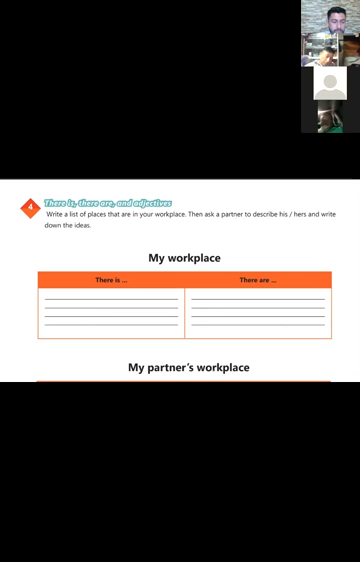 4
There is, there are, and adjectives
Write a list of places that are in your workplace. Then ask a partner to describe his / hers and write
down the ideas.
My workplace
There is ... There are ...
My partner's workplace